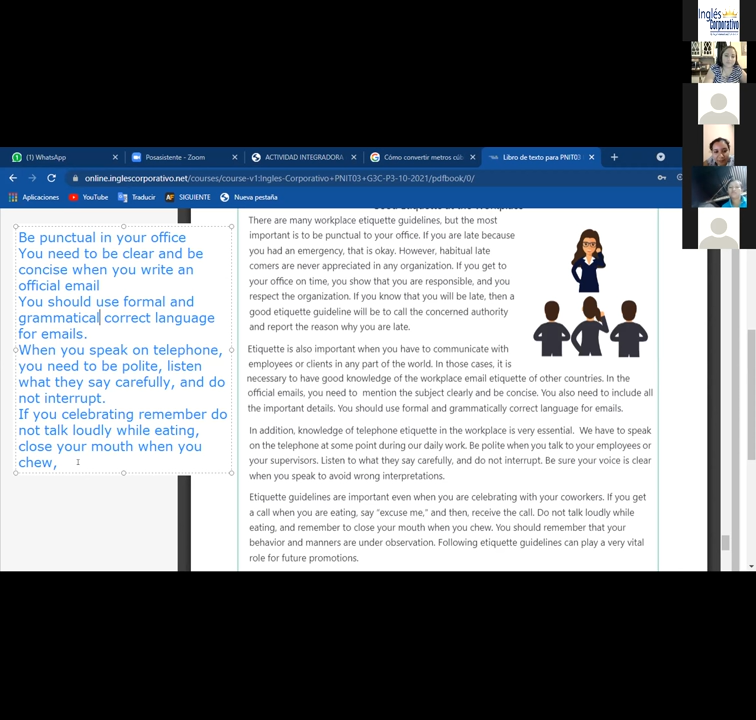 Inglés
Corporativo
(1) WhatsApp
Posasistente - Zoom
ACTIVIDAD INTEGRADORA
Cómo convertir metros cúb
Libro de texto para PNIT03
online.inglescorporativo.net/courses/course-v1:Ingles-Corporativo+PNIT03+G3C-P3-10-2021/pdfbook/0/
Aplicaciones
YouTube
Traducir
SIGUIENTE
Nueva pestaña
Be punctual in your office
You need to be clear and be
concise when you write an
official email
You should use formal and
grammatical correct language
for emails.
When you speak on telephone,
you need to be polite, listen
what they say carefully, and do
not interrupt.
If you celebrating remember do
not talk loudly while eating,
close your mouth when you
chew,
There are many workplace etiquette guidelines, but the most
important is to be punctual to your office. If you are late because
you had an emergency, that is okay. However, habitual late
comers are never appreciated in any organization. If you get to
your office on time, you show that you are responsible, and you
respect the organization. If you know that you will be late, then a
good etiquette guideline will be to call the concerned authority
and report the reason why you are late.
Etiquette is also important when you have to communicate with
employees or clients in any part of the world. In those cases, it is
necessary to have good knowledge of the workplace email etiquette of other countries. In the
official emails, you need to mention the subject clearly and be concise. You also need to include all
the important details. You should use formal and grammatically correct language for emails.
In addition, knowledge of telephone etiquette in the workplace is very essential. We have to speak
on the telephone at some point during our daily work. Be polite when you talk to your employees or
your supervisors. Listen to what they say carefully, and do not interrupt. Be sure your voice is clear
when you speak to avoid wrong interpretations.
Etiquette guidelines are important even when you are celebrating with your coworkers. If you get
a call when you are eating, say "excuse me," and then, receive the call. Do not talk loudly while
eating, and remember to close your mouth when you chew. You should remember that your
behavior and manners are under observation. Following etiquette guidelines can play a very vital
role for future promotions.